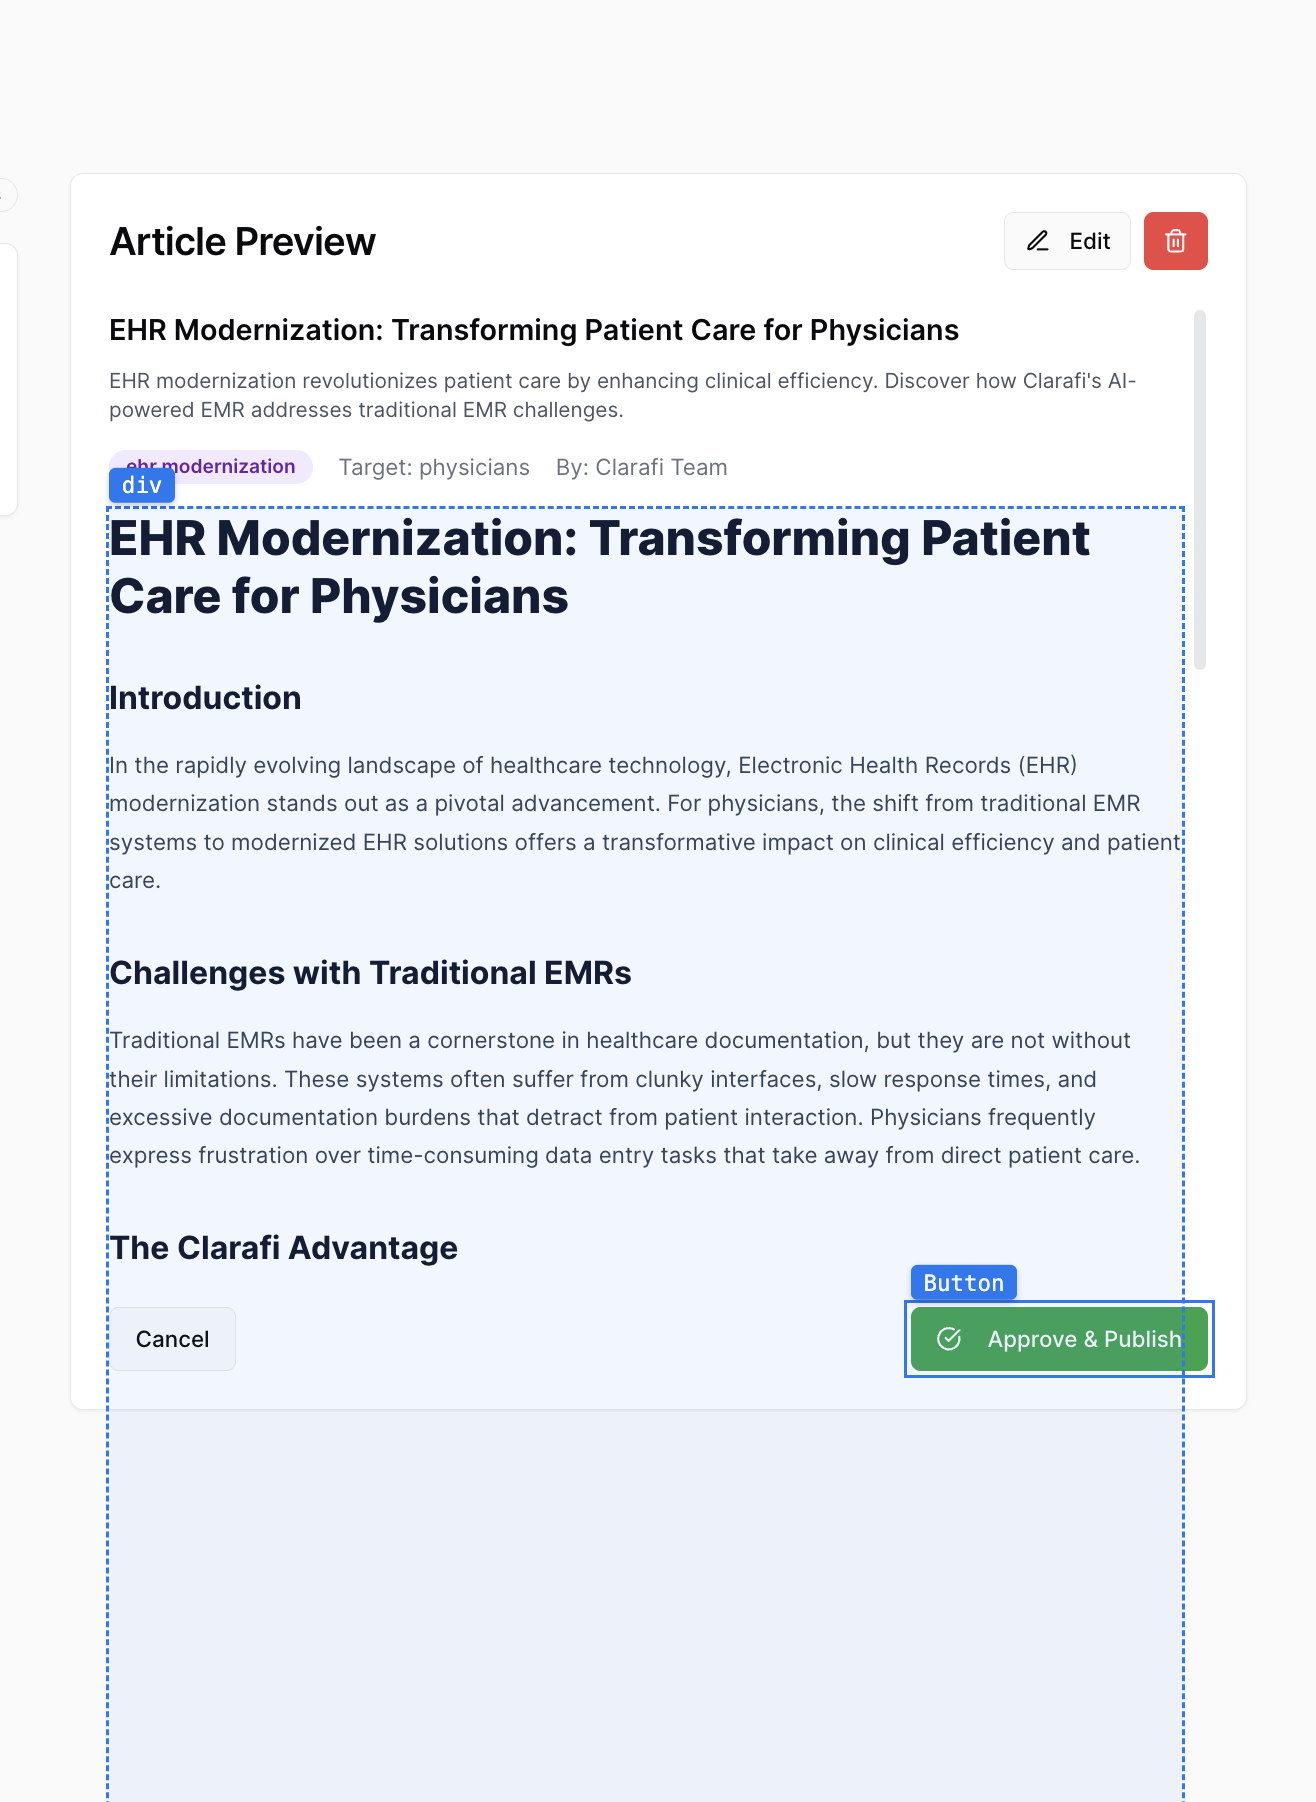 Article Preview
Edit
EHR Modernization: Transforming Patient Care for Physicians
EHR modernization revolutionizes patient care by enhancing clinical efficiency. Discover how Clarafi's AI-
powered EMR addresses traditional EMR challenges.
ehr modernization Target: physicians By: Clarafi Team
div
EHR Modernization: Transforming Patient
Care for Physicians
Introduction
In the rapidly evolving landscape of healthcare technology, Electronic Health Records (EHR)
modernization stands out as a pivotal advancement. For physicians, the shift from traditional EMR
systems to modernized EHR solutions offers a transformative impact on clinical efficiency and patient
care.
Challenges with Traditional EMRs
Traditional EMRs have been a cornerstone in healthcare documentation, but they are not without
their limitations. These systems often suffer from clunky interfaces, slow response times, and
excessive documentation burdens that detract from patient interaction. Physicians frequently
express frustration over time-consuming data entry tasks that take away from direct patient care.
The Clarafi Advantage
Button
Cancel
Approve & Publish